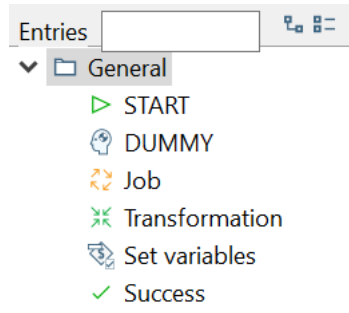 Entries
General
START
DUMMY
Job
Transformation
Set variables
Success